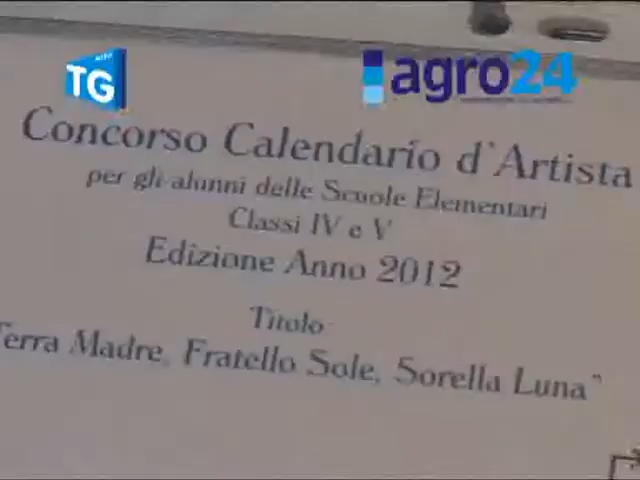 TG
agro24
Concorso Calendario d'Artista
per gli alunni delle Scuole Elementari
Classi IV e V
Edizione Anno 2012
Titolo
Terra Madre, Fratello Sole, Sorella Luna"